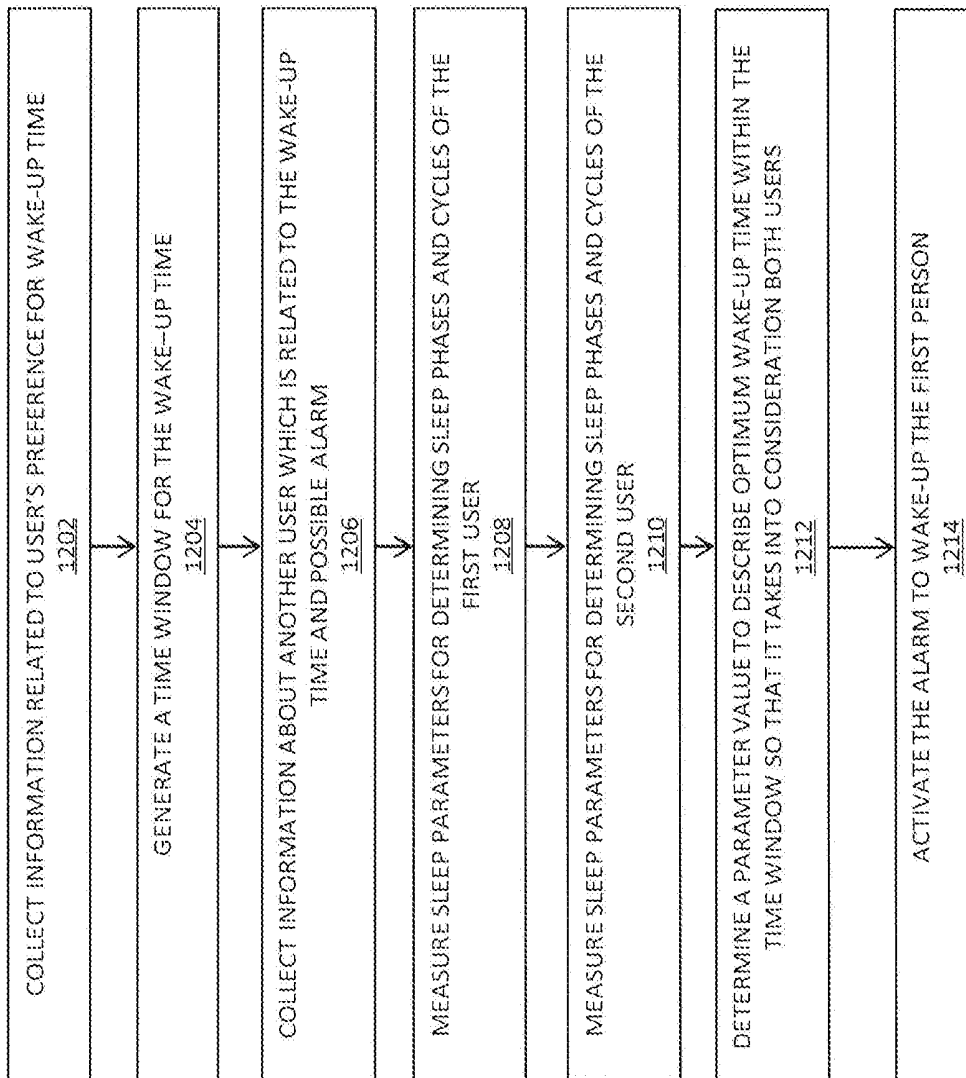 COLLECT INFORMATION RELATED TO USER'S PREFERENCE FOR WAKE-UP TIME
1202
GENERATE A TIME WINDOW FOR THE WAKE-UP TIME
1204
COLLECT INFORMATION ABOUT ANOTHER USER WHICH IS RELATED TO THE WAKE-UP
TIME AND POSSIBLE ALARM
1206
MEASURE SLEEP PARAMETERS FOR DETERMINING SLEEP PHASES AND CYCLES OF THE
FIRST USER
1208
MEASURE SLEEP PARAMETERS FOR DETERMINING SLEEP PHASES AND CYCLES OF THE
SECOND USER
1210
DETERMINE A PARAMETER VALUE TO DESCRIBE OPTIMUM WAKE-UP TIME WITHIN THE
TIME WINDOW SO THAT IT TAKES INTO CONSIDERATION BOTH USERS
1212
ACTIVATE THE ALARM TO WAKE-UP THE FIRST PERSON
1214